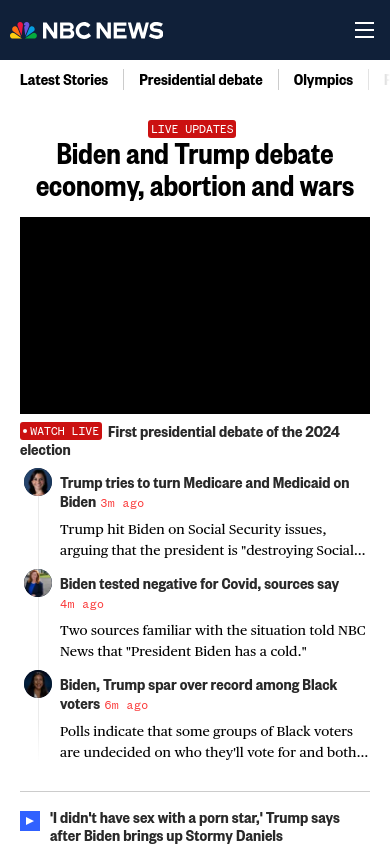 NBC NEWS
Latest Stories
Presidential debate
Olympics
LIVE UPDATES
Biden and Trump debate
economy, abortion and wars
WATCH LIVE First presidential debate of the 2024
election
Trump tries to turn Medicare and Medicaid on
Biden 3m ago
Trump hit Biden on Social Security issues,
arguing that the president is "destroying Social...
Biden tested negative for Covid, sources say
4m ago
Two sources familiar with the situation told NBC
News that "President Biden has a cold."
Biden, Trump spar over record among Black
voters 6m ago
Polls indicate that some groups of Black voters
are undecided on who they'll vote for and both...
'I didn't have sex with a porn star,' Trump says
after Biden brings up Stormy Daniels